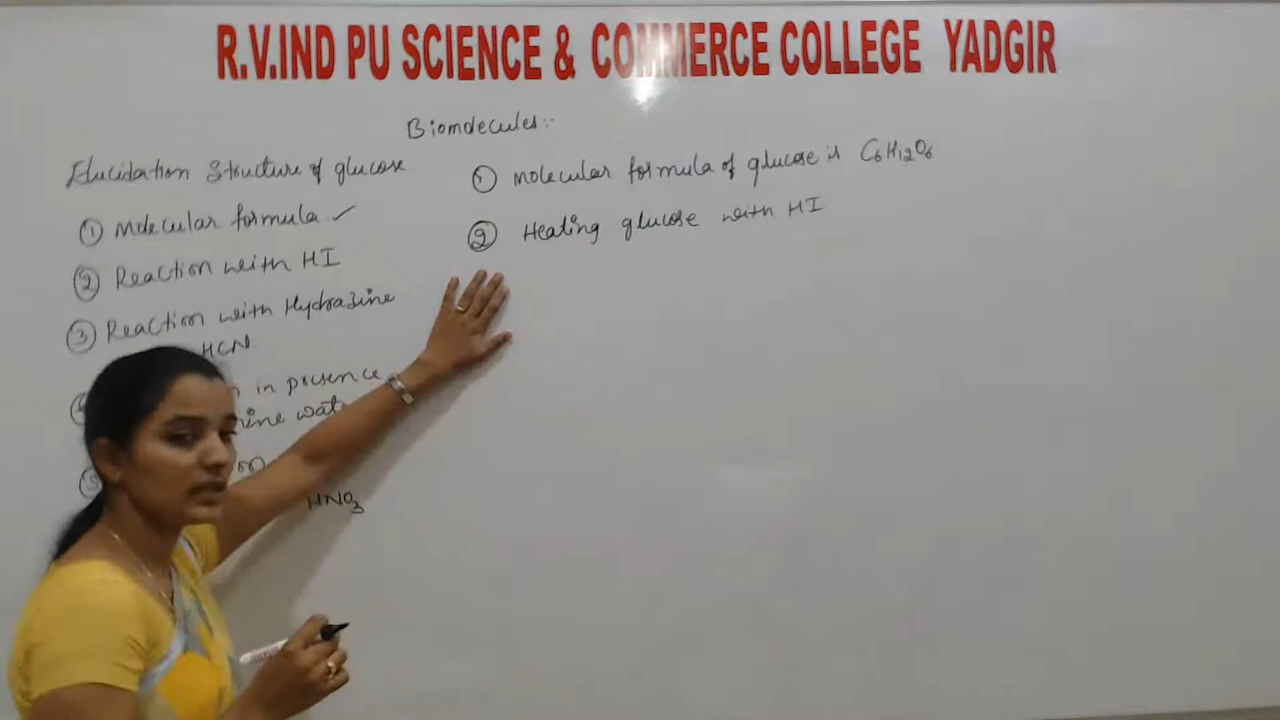 R.V.IND PU SCIENCE & COMMERCE COLLEGE YADGIR
Biomolecules:-
Elucidation Structure of glucose
① Molecular formula ✓
② Reaction with HI
③ Reaction with Hydrazine
HCN
in presence
HNO₃
① Molecular formula of glucose is C₆H₁₂O₆
② Heating glucose with HI